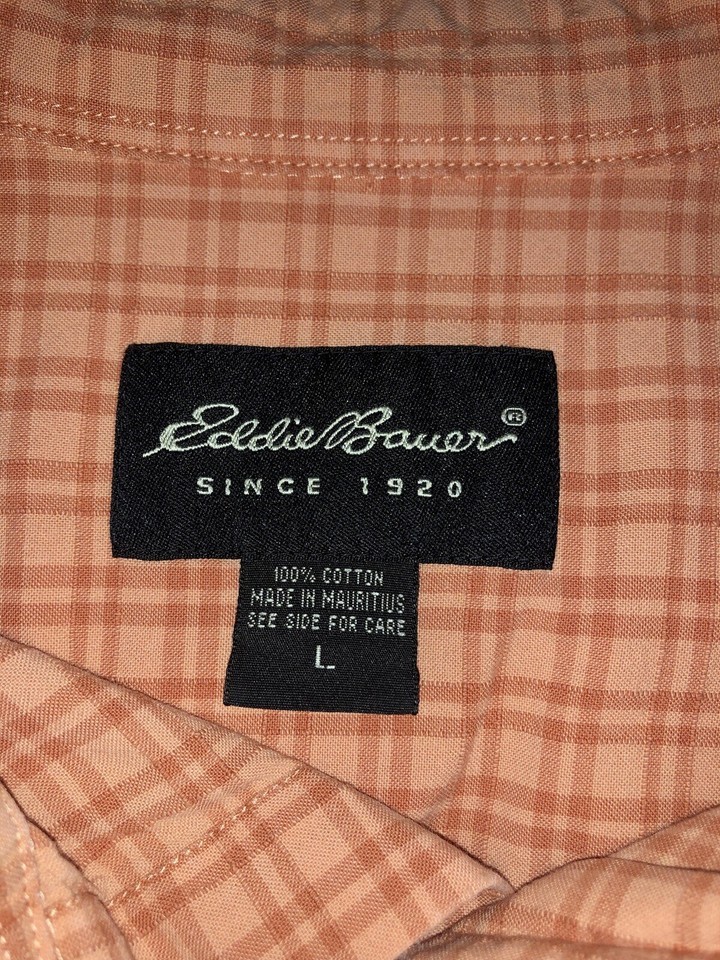 Eddie Bauer®
SINCE 1920
100% COTTON
MADE IN MAURITIUS
SEE SIDE FOR CARE
L